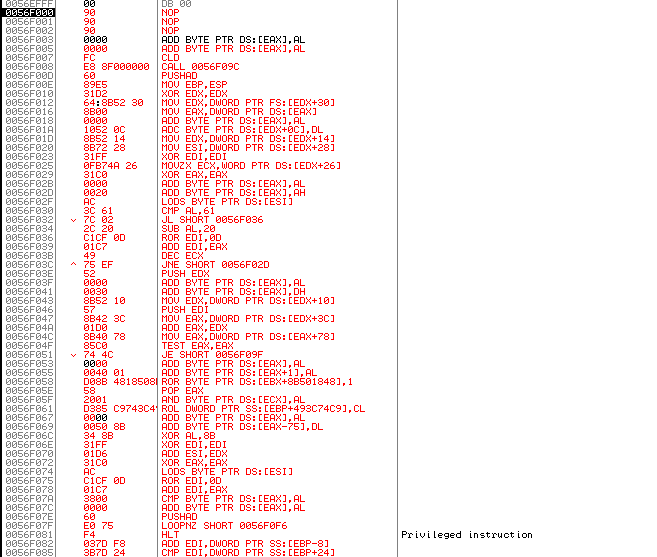 0056EFFF 00 DB 00
0056F000 90 NOP
0056F001 90 NOP
0056F002 90 NOP
0056F003 0000 ADD BYTE PTR DS:[EAX],AL
0056F005 0000 ADD BYTE PTR DS:[EAX],AL
0056F007 FC CLD
0056F008 E8 8F000000 CALL 0056F09C
0056F00D 60 PUSHAD
0056F00E 89E5 MOV EBP,ESP
0056F010 31D2 XOR EDX,EDX
0056F012 64:8B52 30 MOV EDX,DWORD PTR FS:[EDX+30]
0056F016 8B00 MOV EAX,DWORD PTR DS:[EAX]
0056F018 0000 ADD BYTE PTR DS:[EAX],AL
0056F01A 1052 0C ADC BYTE PTR DS:[EDX+0C],DL
0056F01D 8B52 14 MOV EDX,DWORD PTR DS:[EDX+14]
0056F020 8B72 28 MOV ESI,DWORD PTR DS:[EDX+28]
0056F023 31FF XOR EDI,EDI
0056F025 0FB74A 26 MOVZX ECX,WORD PTR DS:[EDX+26]
0056F029 31C0 XOR EAX,EAX
0056F02B 0000 ADD BYTE PTR DS:[EAX],AL
0056F02D 0020 ADD BYTE PTR DS:[EAX],AH
0056F02F AC LODS BYTE PTR DS:[ESI]
0056F030 3C 61 CMP AL,61
0056F032 7C 02 JL SHORT 0056F036
0056F034 2C 20 SUB AL,20
0056F036 C1CF 0D ROR EDI,0D
0056F039 01C7 ADD EDI,EAX
0056F03B 49 DEC ECX
0056F03C 75 EF JNE SHORT 0056F02D
0056F03E 52 PUSH EDX
0056F03F 0000 ADD BYTE PTR DS:[EAX],AL
0056F041 0030 ADD BYTE PTR DS:[EAX],DH
0056F043 8B52 10 MOV EDX,DWORD PTR DS:[EDX+10]
0056F046 57 PUSH EDI
0056F047 8B42 3C MOV EAX,DWORD PTR DS:[EDX+3C]
0056F04A 01D0 ADD EAX,EDX
0056F04C 8B40 78 MOV EAX,DWORD PTR DS:[EAX+78]
0056F04F 85C0 TEST EAX,EAX
0056F051 74 4C JE SHORT 0056F09F
0056F053 0000 ADD BYTE PTR DS:[EAX],AL
0056F055 0040 01 ADD BYTE PTR DS:[EAX+1],AL
0056F058 D08B 4818508 ROR BYTE PTR DS:[EBX+8B501848],1
0056F05E 58 POP EAX
0056F05F 2001 AND BYTE PTR DS:[ECX],AL
0056F061 D385 C9743C4 ROL DWORD PTR SS:[EBP+493C74C9],CL
0056F067 0000 ADD BYTE PTR DS:[EAX],AL
0056F069 0050 8B ADD BYTE PTR DS:[EAX-75],DL
0056F06C 34 8B XOR AL,8B
0056F06E 31FF XOR EDI,EDI
0056F070 01D6 ADD ESI,EDX
0056F072 31C0 XOR EAX,EAX
0056F074 AC LODS BYTE PTR DS:[ESI]
0056F075 C1CF 0D ROR EDI,0D
0056F078 01C7 ADD EDI,EAX
0056F07A 3800 CMP BYTE PTR DS:[EAX],AL
0056F07C 0000 ADD BYTE PTR DS:[EAX],AL
0056F07E 60 PUSHAD
0056F07F E0 75 LOOPNZ SHORT 0056F0F6
0056F081 F4 HLT Privileged instruction
0056F082 037D F8 ADD EDI,DWORD PTR SS:[EBP-8]
0056F085 3B7D 24 CMP EDI,DWORD PTR SS:[EBP+24]